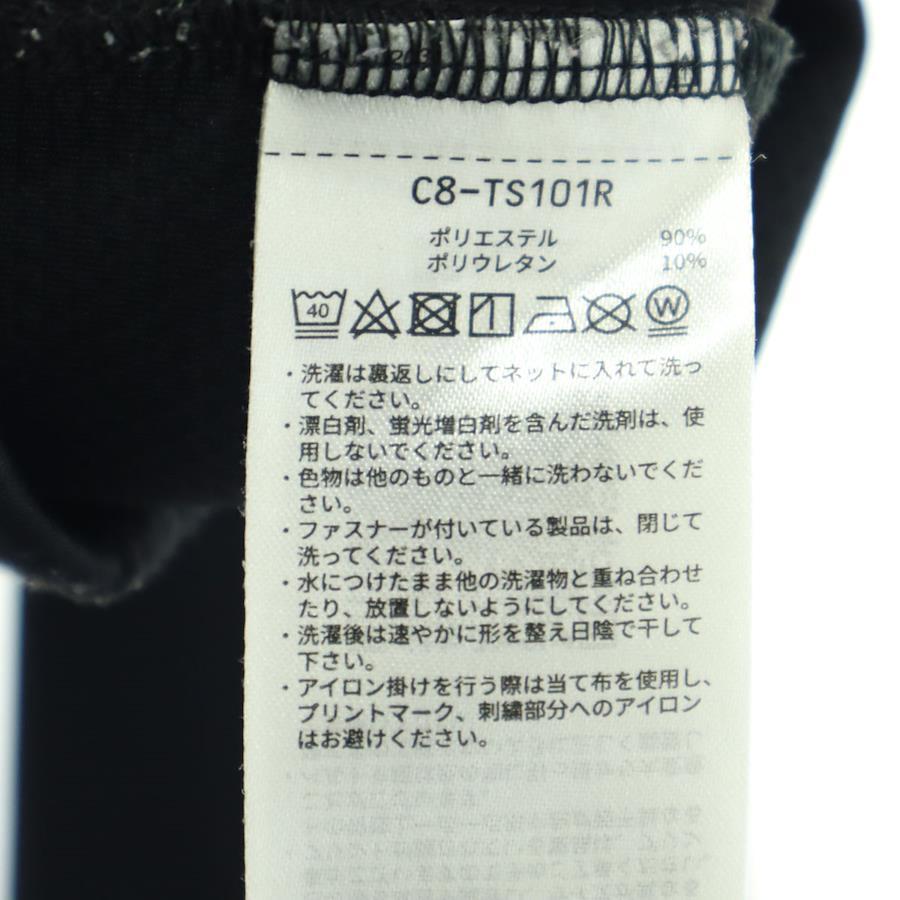 C8-TS101R
ポリエステル 90%
ポリウレタン 10%
40 W
・洗濯は裏返しにしてネットに入れて洗っ
てください。
・漂白剤、蛍光増白剤を含んだ洗剤は、使
用しないでください。
・色物は他のものと一緒に洗わないでくだ
さい。
・ファスナーが付いている製品は、閉じて
洗ってください。
・水につけたまま他の洗濯物と重ね合わせ
たり、放置しないようにしてください。
・洗濯後は速やかに形を整え日陰で干して
下さい。
・アイロン掛けを行う際は当て布を使用し、
プリントマーク、刺繍部分へのアイロン
はお避けください。